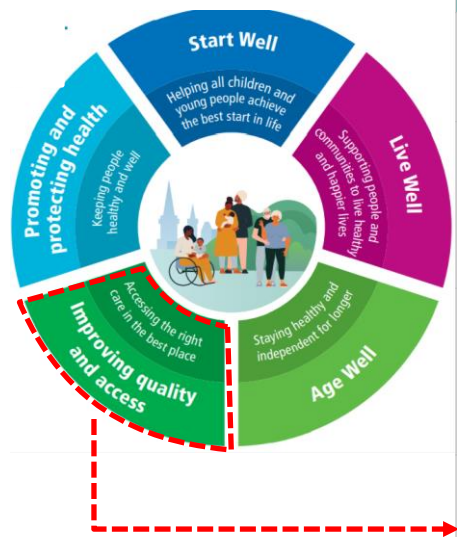 Start Well
Helping all children and
young people achieve
the best start in life
Live Well
Supporting people and
communities to live healthy
and happier lives
Age Well
Staying healthy and
independent for longer
Improving quality
and access
Accessing the right
care in the best place
Promoting and
protecting health
Keeping people
healthy and well